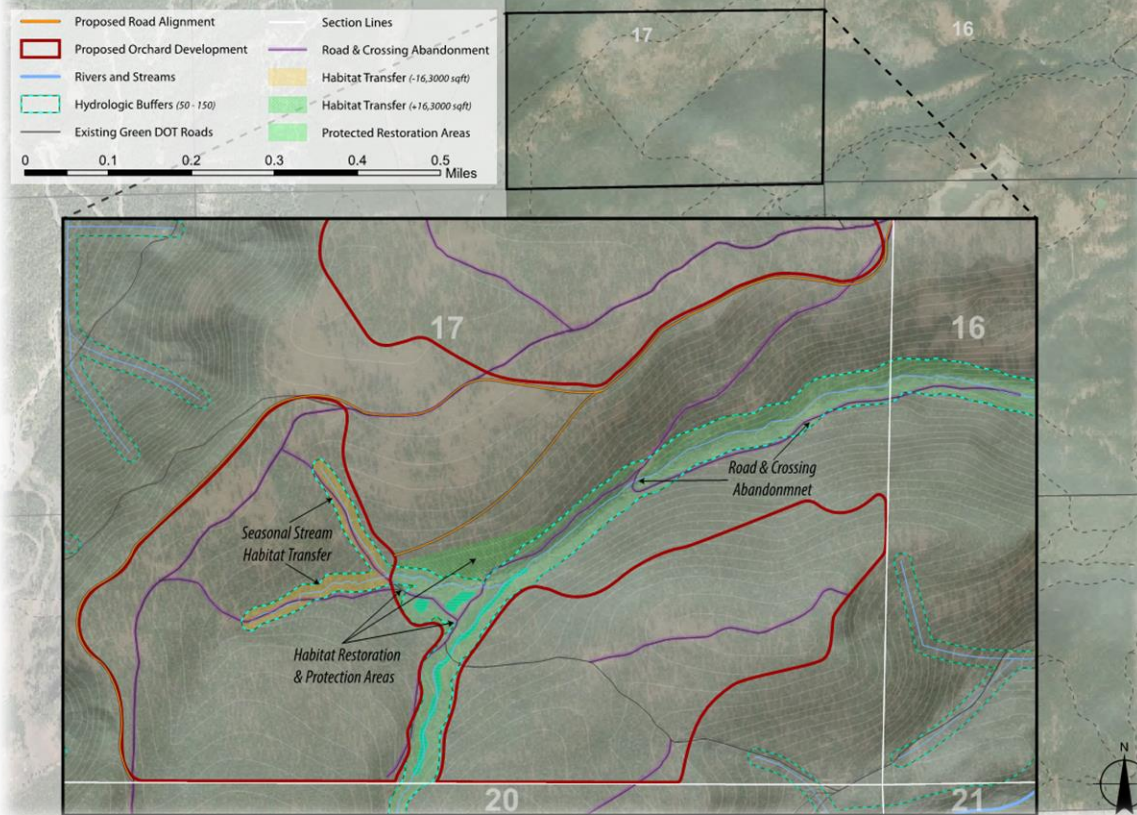 Proposed Road Alignment
Proposed Orchard Development
Rivers and Streams
Hydrologic Buffers (50 - 150)
Existing Green DOT Roads
Section Lines
Road & Crossing Abandonment
Habitat Transfer (-16,3000 sqft)
Habitat Transfer (+16,3000 sqft)
Protected Restoration Areas
0 0.1 0.2 0.3 0.4 0.5
Miles
17
16
17
16
Road & Crossing
Abandonmnet
Seasonal Stream
Habitat Transfer
Habitat Restoration
& Protection Areas
20
21
N